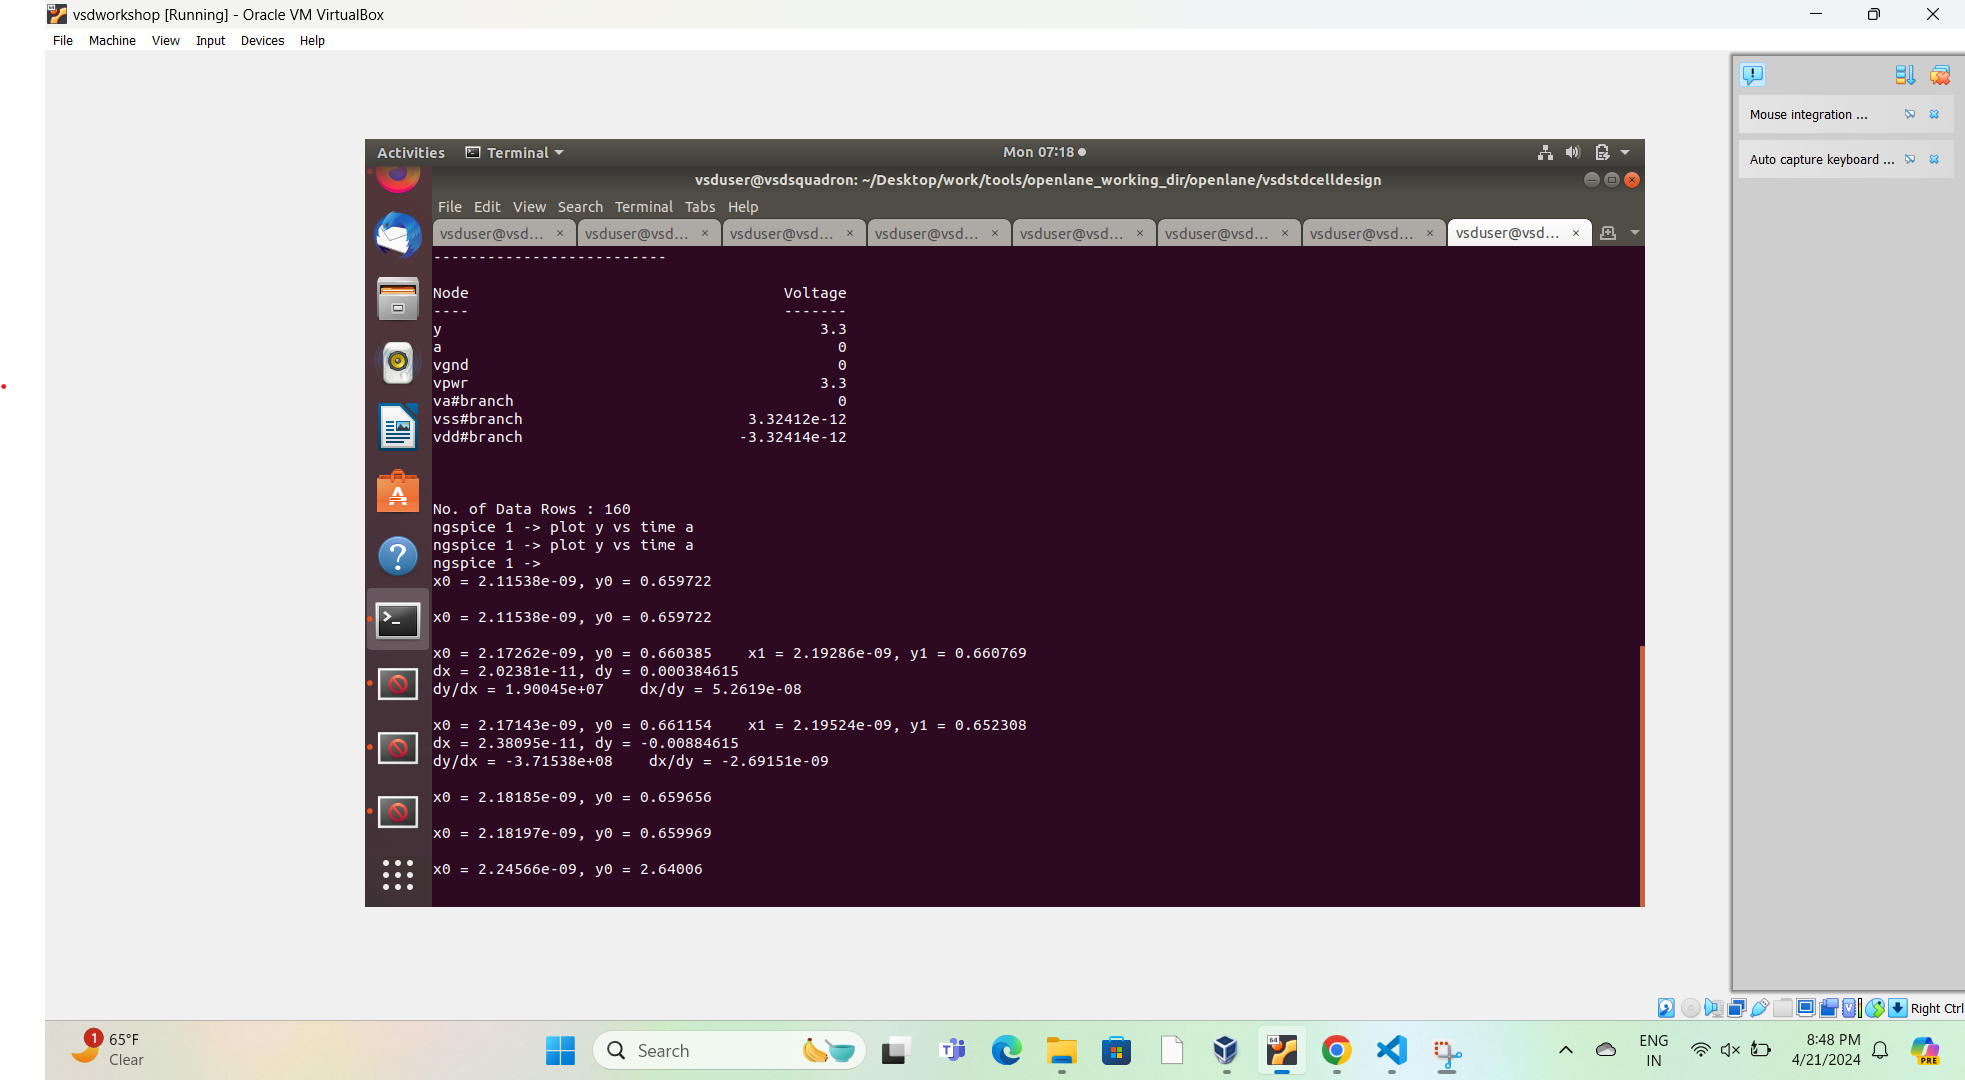 vsdworkshop [Running] - Oracle VM VirtualBox
File Machine View Input Devices Help
Mouse integration ...
Auto capture keyboard ...
Activities Terminal Mon 07:18
vsduser@vsdsquadron: ~/Desktop/work/tools/openlane_working_dir/openlane/vsdstdcelldesign
File Edit View Search Terminal Tabs Help
vsduser@vsd... × vsduser@vsd... × vsduser@vsd... × vsduser@vsd... × vsduser@vsd... × vsduser@vsd... × vsduser@vsd... × vsduser@vsd... ×
--------------------------
Node Voltage
---- -------
y 3.3
a 0
vgnd 0
vpwr 3.3
va#branch 0
vss#branch 3.32412e-12
vdd#branch -3.32414e-12
No. of Data Rows : 160
ngspice 1 -> plot y vs time a
ngspice 1 -> plot y vs time a
ngspice 1 ->
x0 = 2.11538e-09, y0 = 0.659722
x0 = 2.11538e-09, y0 = 0.659722
x0 = 2.17262e-09, y0 = 0.660385 x1 = 2.19286e-09, y1 = 0.660769
dx = 2.02381e-11, dy = 0.000384615
dy/dx = 1.90045e+07 dx/dy = 5.2619e-08
x0 = 2.17143e-09, y0 = 0.661154 x1 = 2.19524e-09, y1 = 0.652308
dx = 2.38095e-11, dy = -0.00884615
dy/dx = -3.71538e+08 dx/dy = -2.69151e-09
x0 = 2.18185e-09, y0 = 0.659656
x0 = 2.18197e-09, y0 = 0.659969
x0 = 2.24566e-09, y0 = 2.64006
Right Ctrl
1
65°F
Clear
Search
64
PRE
ENG
IN
8:48 PM
4/21/2024